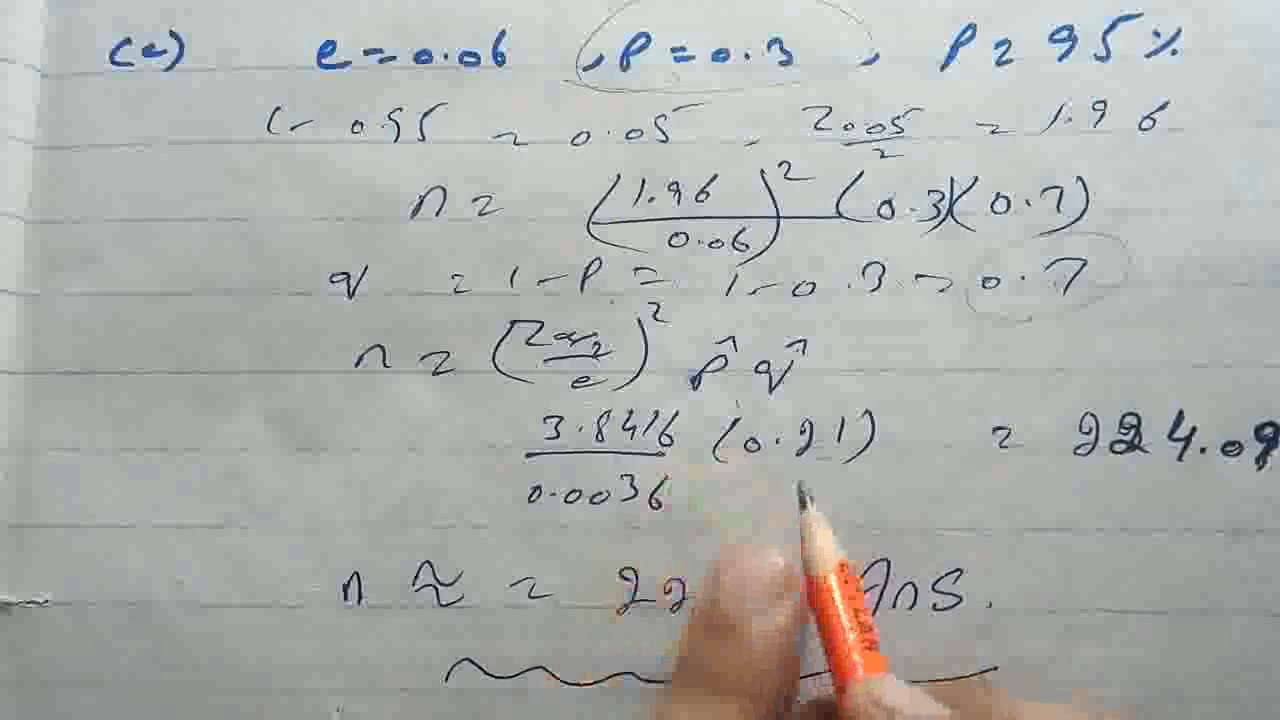 (c) e = 0.06 , P = 0.3 , P = 95 %
1 - 0.95 = 0.05 , Z 0.05/2 = 1.96
n = (1.96/0.06)² (0.3)(0.7)
q = 1 - P = 1 - 0.3 = 0.7
n = (Zα/2/e)² p̂ q̂
3.8416/0.0036 (0.21) = 224.09
n ≈ = 22 Ans.